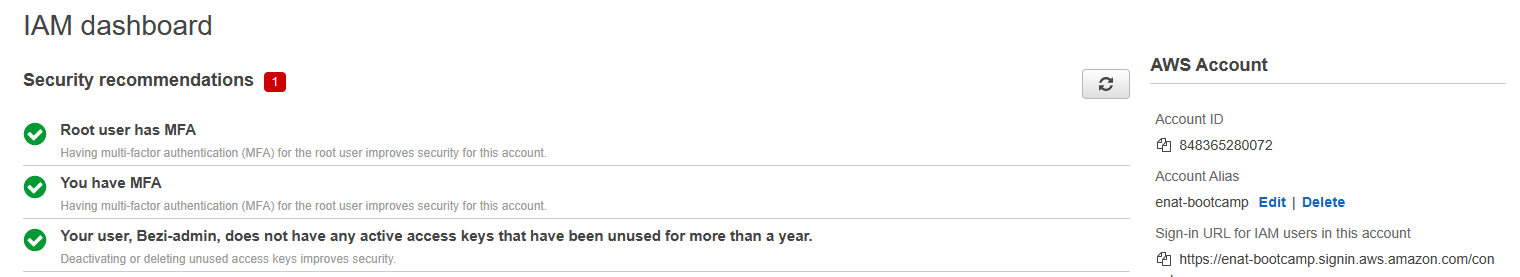 IAM dashboard
Security recommendations 1
Root user has MFA
Having multi-factor authentication (MFA) for the root user improves security for this account.
You have MFA
Having multi-factor authentication (MFA) for the root user improves security for this account.
Your user, Bezi-admin, does not have any active access keys that have been unused for more than a year.
Deactivating or deleting unused access keys improves security.
AWS Account
Account ID
848365280072
Account Alias
enat-bootcamp Edit | Delete
Sign-in URL for IAM users in this account
https://enat-bootcamp.signin.aws.amazon.com/con